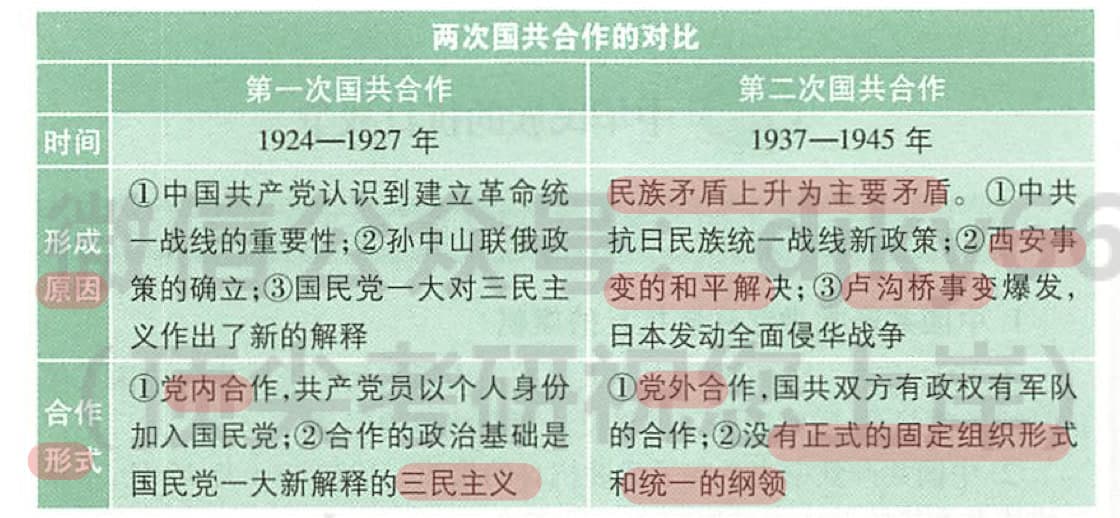 两次国共合作的对比
第一次国共合作 第二次国共合作
时间 1924—1927 年 1937—1945 年
形成
原因
①中国共产党认识到建立革命统
一战线的重要性;②孙中山联俄政
策的确立;③国民党一大对三民主
义作出了新的解释
民族矛盾上升为主要矛盾。①中共
抗日民族统一战线新政策;②西安事
变的和平解决;③卢沟桥事变爆发,
日本发动全面侵华战争
合作
形式
①党内合作,共产党员以个人身份
加入国民党;②合作的政治基础是
国民党一大新解释的三民主义
①党外合作,国共双方有政权有军队
的合作;②没有正式的固定组织形式
和统一的纲领
微信公众号